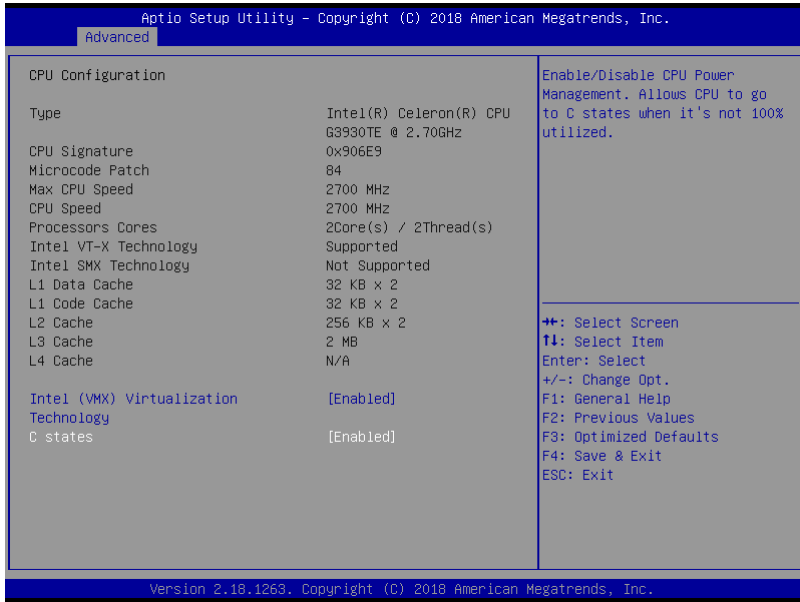 Aptio Setup Utility – Copyright (C) 2018 American Megatrends, Inc.
Advanced
CPU Configuration
Type Intel(R) Celeron(R) CPU
G3930TE @ 2.70GHz
CPU Signature 0x906E9
Microcode Patch 84
Max CPU Speed 2700 MHz
CPU Speed 2700 MHz
Processors Cores 2Core(s) / 2Thread(s)
Intel VT-X Technology Supported
Intel SMX Technology Not Supported
L1 Data Cache 32 KB x 2
L1 Code Cache 32 KB x 2
L2 Cache 256 KB x 2
L3 Cache 2 MB
L4 Cache N/A
Intel (VMX) Virtualization [Enabled]
Technology
C states [Enabled]
Enable/Disable CPU Power
Management. Allows CPU to go
to C states when it's not 100%
utilized.
→←: Select Screen
↑↓: Select Item
Enter: Select
+/-: Change Opt.
F1: General Help
F2: Previous Values
F3: Optimized Defaults
F4: Save & Exit
ESC: Exit
Version 2.18.1263. Copyright (C) 2018 American Megatrends, Inc.